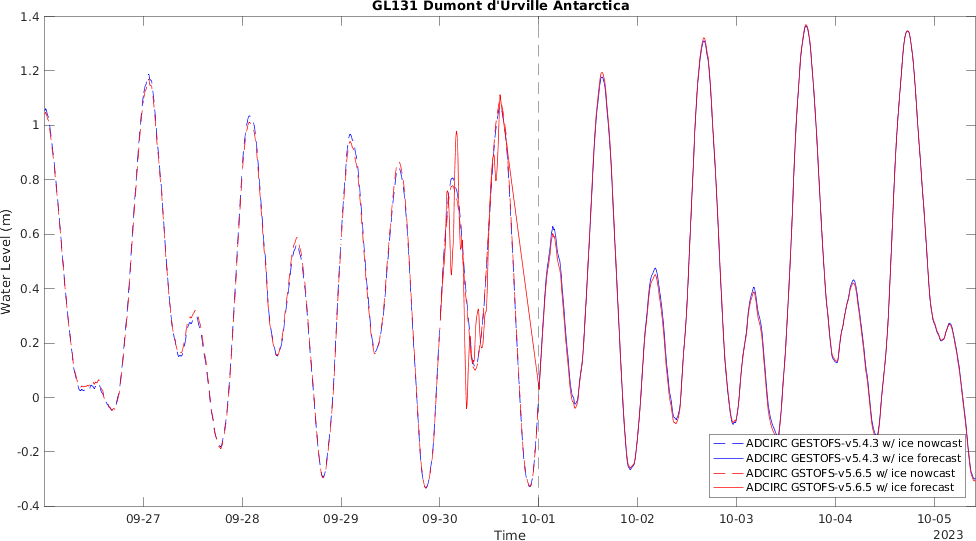 GL131 Dumont d'Urville Antarctica
1.4
1.2
1
0.8
0.6
0.4
0.2
0
-0.2
-0.4
Water Level (m)
ADCIRC GESTOFS-v5.4.3 w/ ice nowcast
ADCIRC GESTOFS-v5.4.3 w/ ice forecast
ADCIRC GSTOFS-v5.6.5 w/ ice nowcast
ADCIRC GSTOFS-v5.6.5 w/ ice forecast
09-27 09-28 09-29 09-30 10-01 10-02 10-03 10-04 10-05
Time
2023